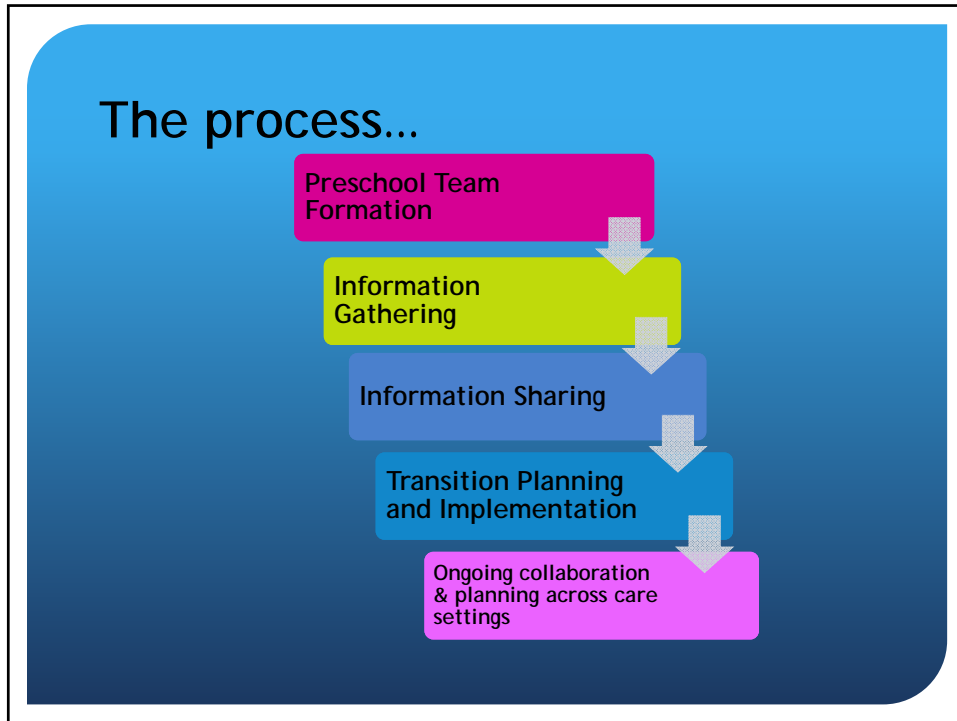 The process...
Preschool Team
Formation
Information
Gathering
Information Sharing
Transition Planning
and Implementation
Ongoing collaboration
& planning across care
settings